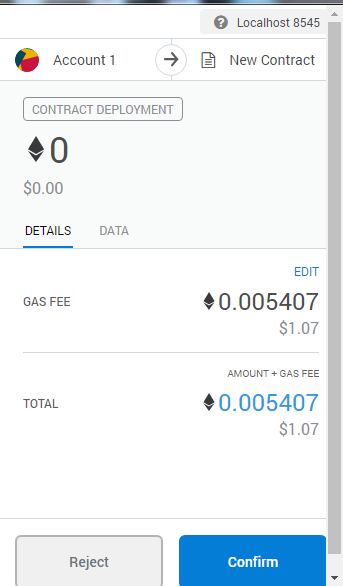 Localhost 8545
Account 1
New Contract
CONTRACT DEPLOYMENT
0
$0.00
DETAILS
DATA
EDIT
GAS FEE
0.005407
$1.07
AMOUNT + GAS FEE
TOTAL
0.005407
$1.07
Reject
Confirm